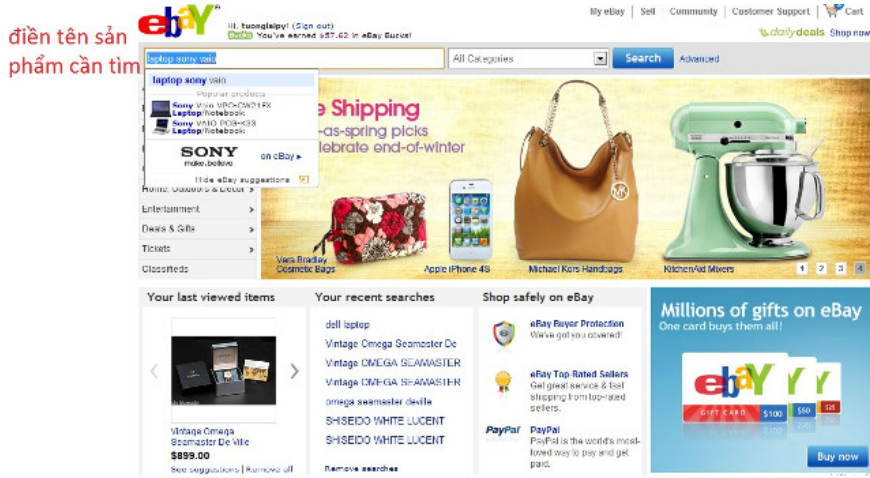 điền tên sản
phẩm cần tìm
ebay
Hi, tuonglaipy! (Sign out)
Bucks You've earned $57.62 in eBay Bucks!
My eBay | Sell | Community | Customer Support | Cart
dailydeals Shop now
laptop sony vaio
All Categories
Search
Advanced
laptop sony vaio
Popular products
Sony Vaio VPC-CW21FX
Laptop/Notebook
Sony VAIO PCG-K33
Laptop/Notebook
SONY
make.believe
on eBay
Hide eBay suggestions
Home, Outdoors & Decor
Entertainment
Deals & Gifts
Tickets
Classifieds
e Shipping
-as-spring picks
lebrate end-of-winter
MK
Vera Bradley
Cosmetic Bags
Apple iPhone 4S
Michael Kors Handbags
KitchenAid Mixers
1 2 3 4
Your last viewed items
Vintage Omega
Seamaster De Ville
$899.00
See suggestions | Remove all
Your recent searches
dell laptop
Vintage Omega Seamaster De
Vintage OMEGA SEAMASTER
Vintage OMEGA SEAMASTER
omega seamaster deville
SHISEIDO WHITE LUCENT
SHISEIDO WHITE LUCENT
Remove searches
Shop safely on eBay
eBay Buyer Protection
We've got you covered!
eBay Top-Rated Sellers
Get great service & fast
shipping from top-rated
sellers.
PayPal
PayPal
PayPal is the world's most-
loved way to pay and get
paid.
Millions of gifts on eBay
One card buys them all!
ebay
GIFT CARD
$100
$50
$25
Buy now